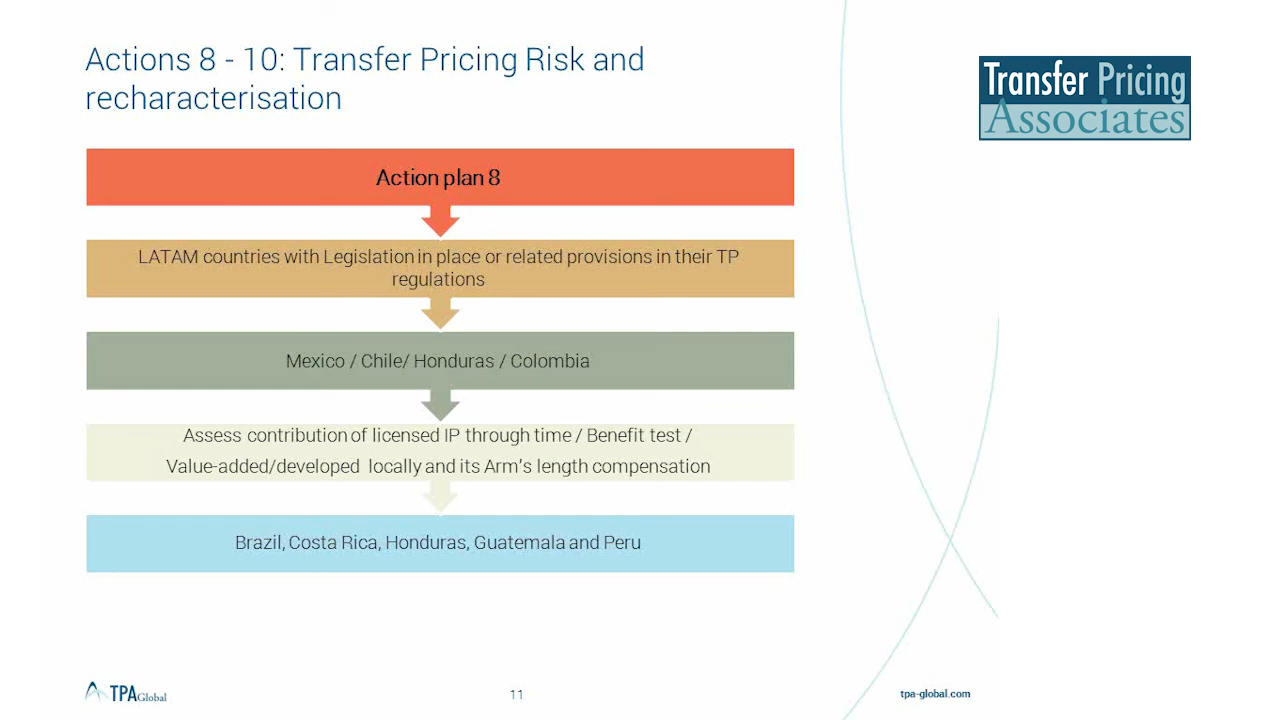 Actions 8 - 10: Transfer Pricing Risk and
recharacterisation
Transfer Pricing
Associates
Action plan 8
LATAM countries with Legislation in place or related provisions in their TP
regulations
Mexico / Chile/ Honduras / Colombia
Assess contribution of licensed IP through time / Benefit test /
Value-added/developed locally and its Arm's length compensation
Brazil, Costa Rica, Honduras, Guatemala and Peru
TPA Global
11
tpa-global.com